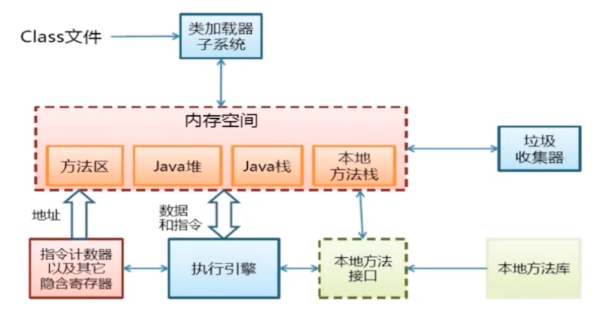 Class文件
类加载器
子系统
内存空间
方法区
Java堆
Java栈
本地
方法栈
垃圾
收集器
地址
数据
和指令
指令计数器
以及其它
隐含寄存器
执行引擎
本地方法
接口
本地方法库